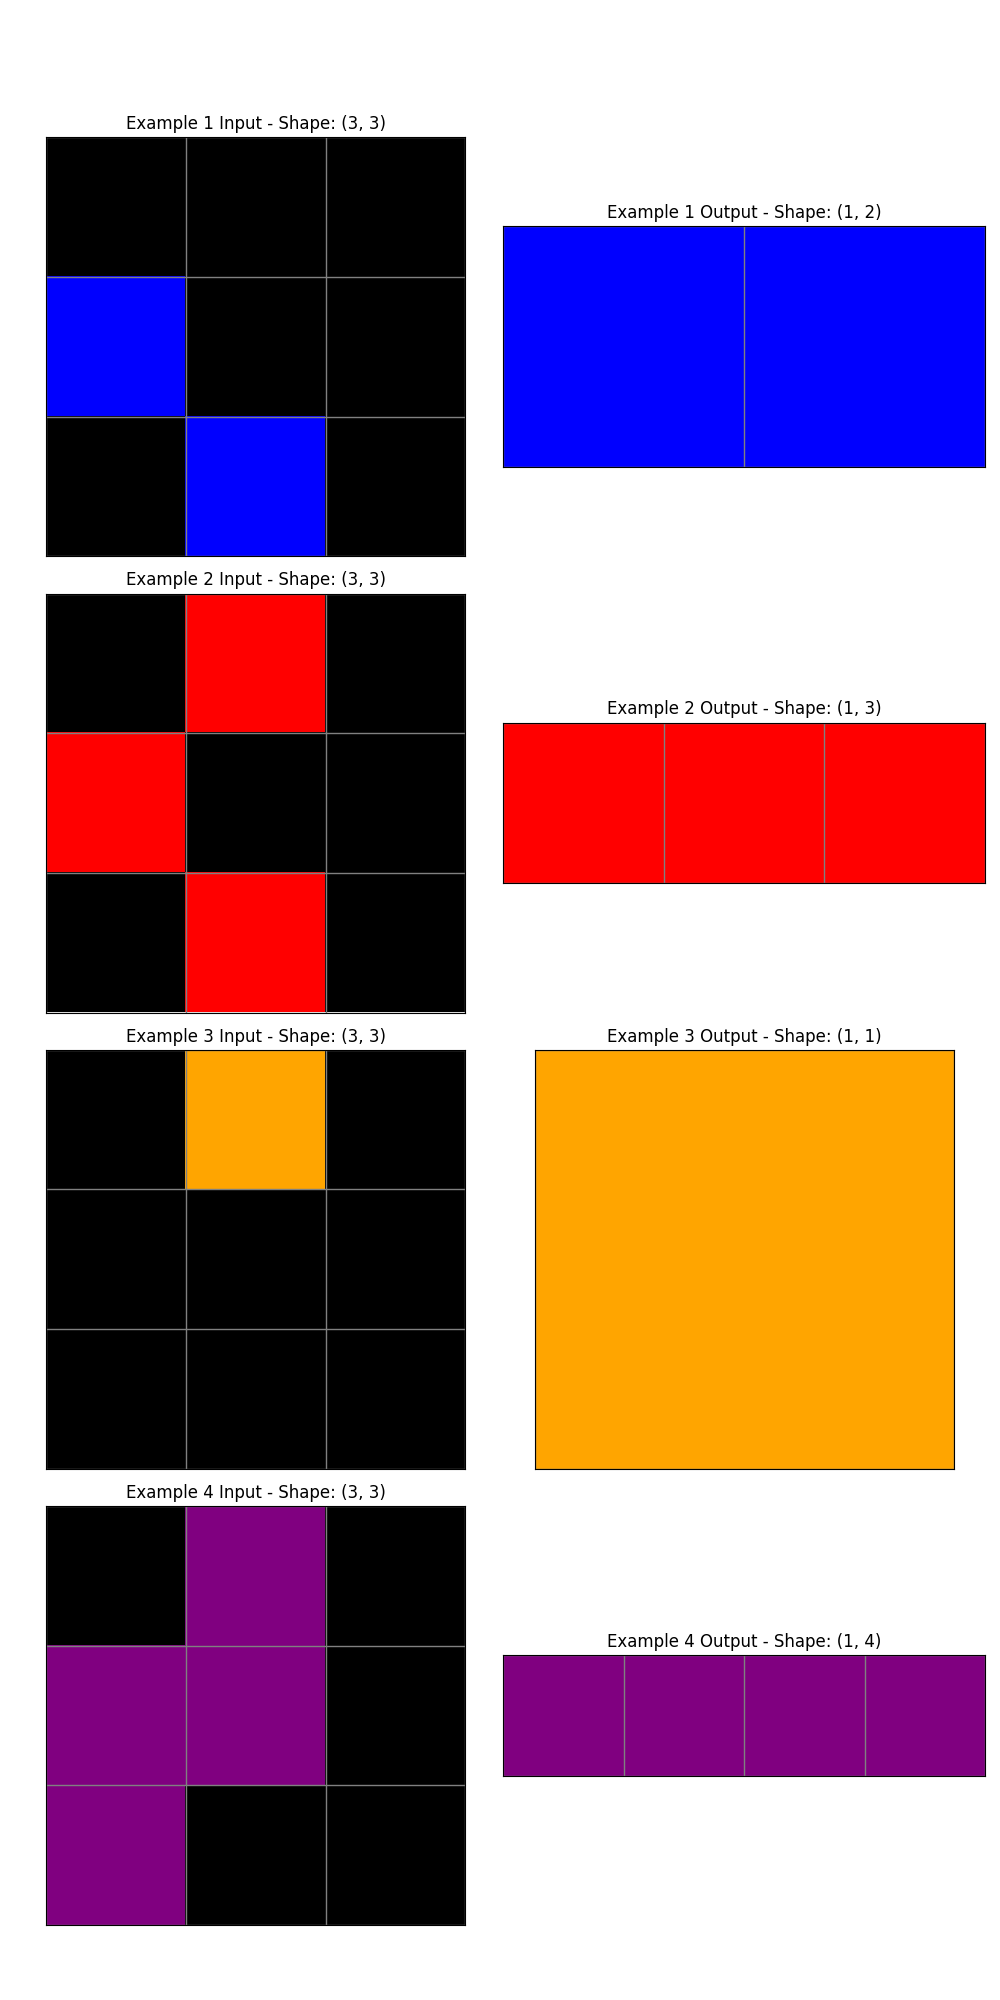 Example 1 Input - Shape: (3, 3)
Example 1 Output - Shape: (1, 2)
Example 2 Input - Shape: (3, 3)
Example 2 Output - Shape: (1, 3)
Example 3 Input - Shape: (3, 3)
Example 3 Output - Shape: (1, 1)
Example 4 Input - Shape: (3, 3)
Example 4 Output - Shape: (1, 4)